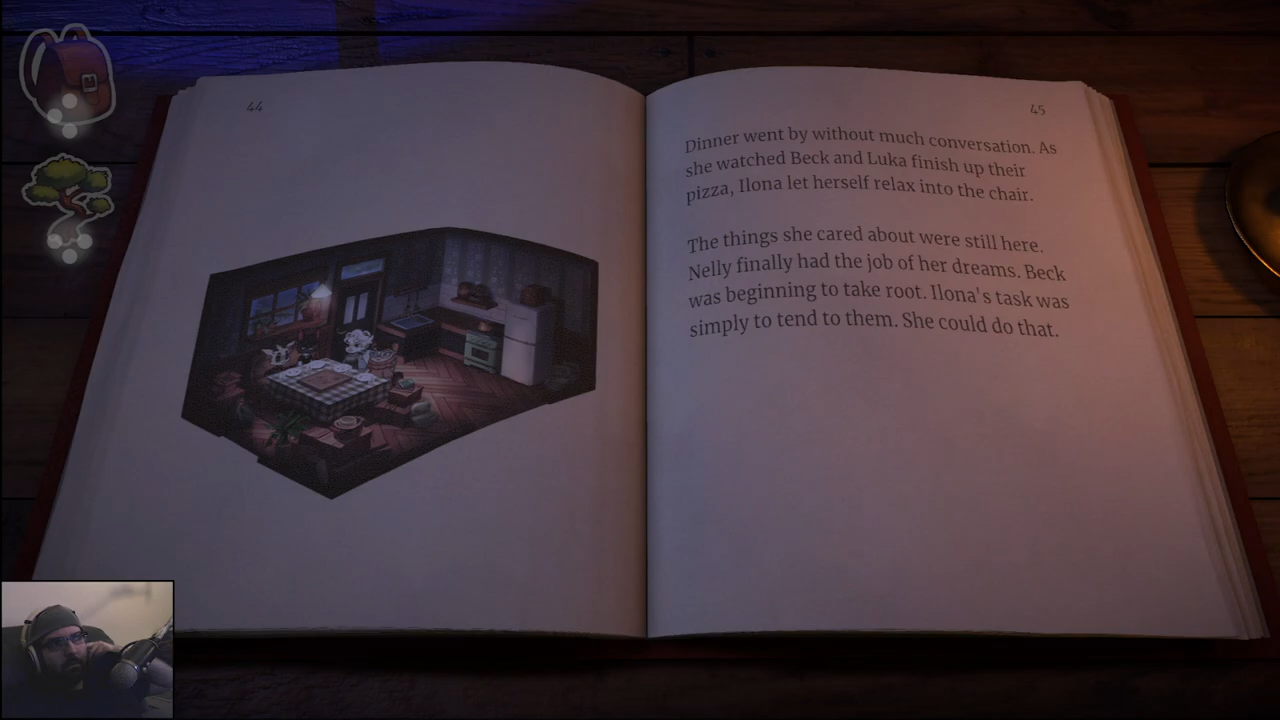 44
45
Dinner went by without much conversation. As
she watched Beck and Luka finish up their
pizza, Ilona let herself relax into the chair.
The things she cared about were still here.
Nelly finally had the job of her dreams. Beck
was beginning to take root. Ilona's task was
simply to tend to them. She could do that.